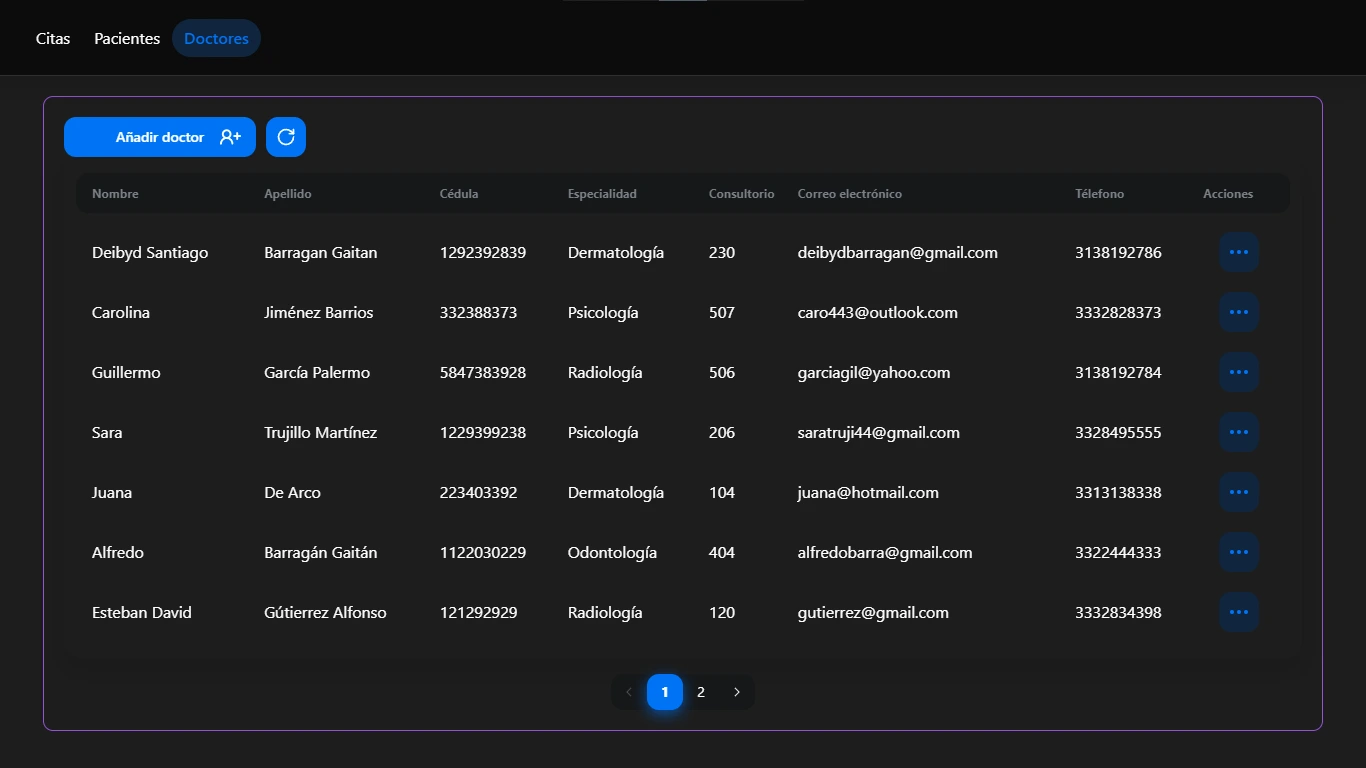 Citas Pacientes Doctores
Añadir doctor
Nombre Apellido Cédula Especialidad Consultorio Correo electrónico Télefono Acciones
Deibyd Santiago Barragan Gaitan 1292392839 Dermatología 230 deibydbarragan@gmail.com 3138192786
Carolina Jiménez Barrios 332388373 Psicología 507 caro443@outlook.com 3332828373
Guillermo García Palermo 5847383928 Radiología 506 garciagil@yahoo.com 3138192784
Sara Trujillo Martínez 1229399238 Psicología 206 saratruji44@gmail.com 3328495555
Juana De Arco 223403392 Dermatología 104 juana@hotmail.com 3313138338
Alfredo Barragán Gaitán 1122030229 Odontología 404 alfredobarra@gmail.com 3322444333
Esteban David Gútierrez Alfonso 121292929 Radiología 120 gutierrez@gmail.com 3332834398
1 2